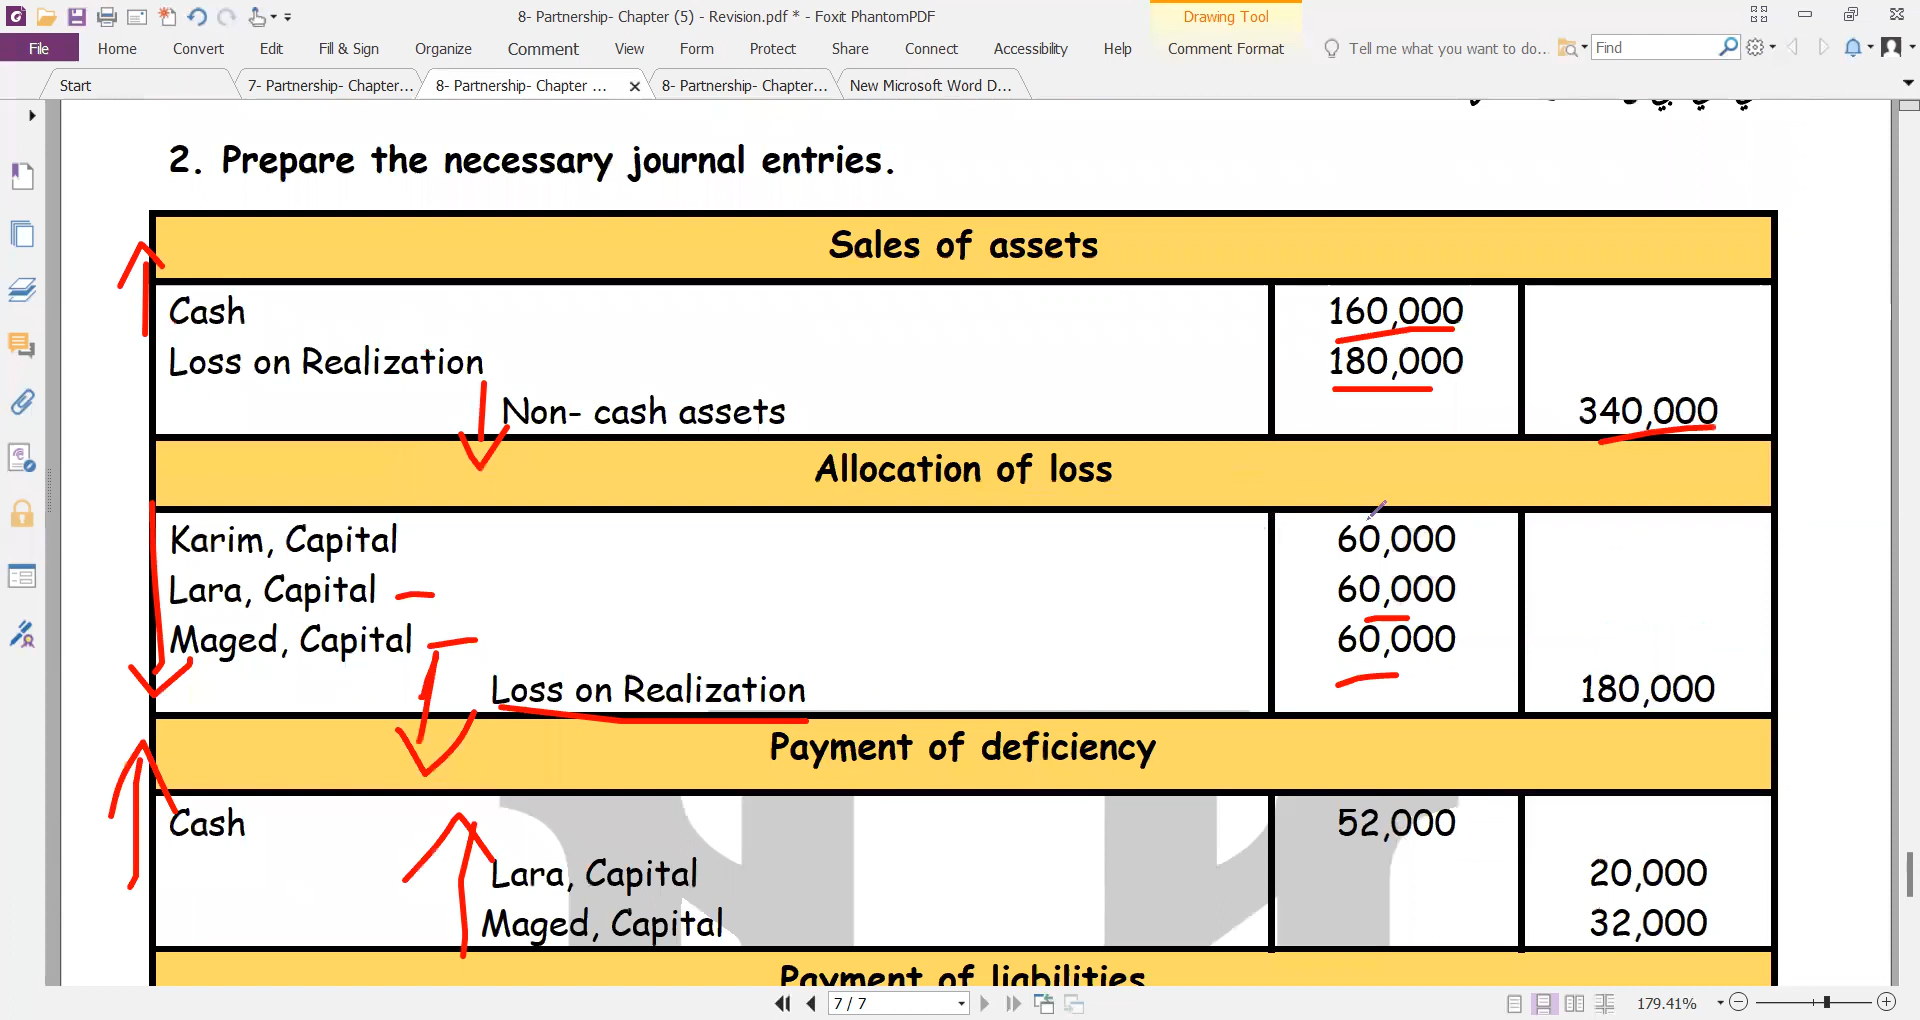 8- Partnership- Chapter (5) - Revision.pdf * - Foxit PhantomPDF
Drawing Tool
File Home Convert Edit Fill & Sign Organize Comment View Form Protect Share Connect Accessibility Help Comment Format Tell me what you want to do... Find
Start 7- Partnership- Chapter... 8- Partnership- Chapter ... 8- Partnership- Chapter... New Microsoft Word D...
2. Prepare the necessary journal entries.
Sales of assets
Cash 160,000
Loss on Realization 180,000
Non- cash assets 340,000
Allocation of loss
Karim, Capital 60,000
Lara, Capital 60,000
Maged, Capital 60,000
Loss on Realization 180,000
Payment of deficiency
Cash 52,000
Lara, Capital 20,000
Maged, Capital 32,000
Payment of liabilities
7 / 7
179.41%